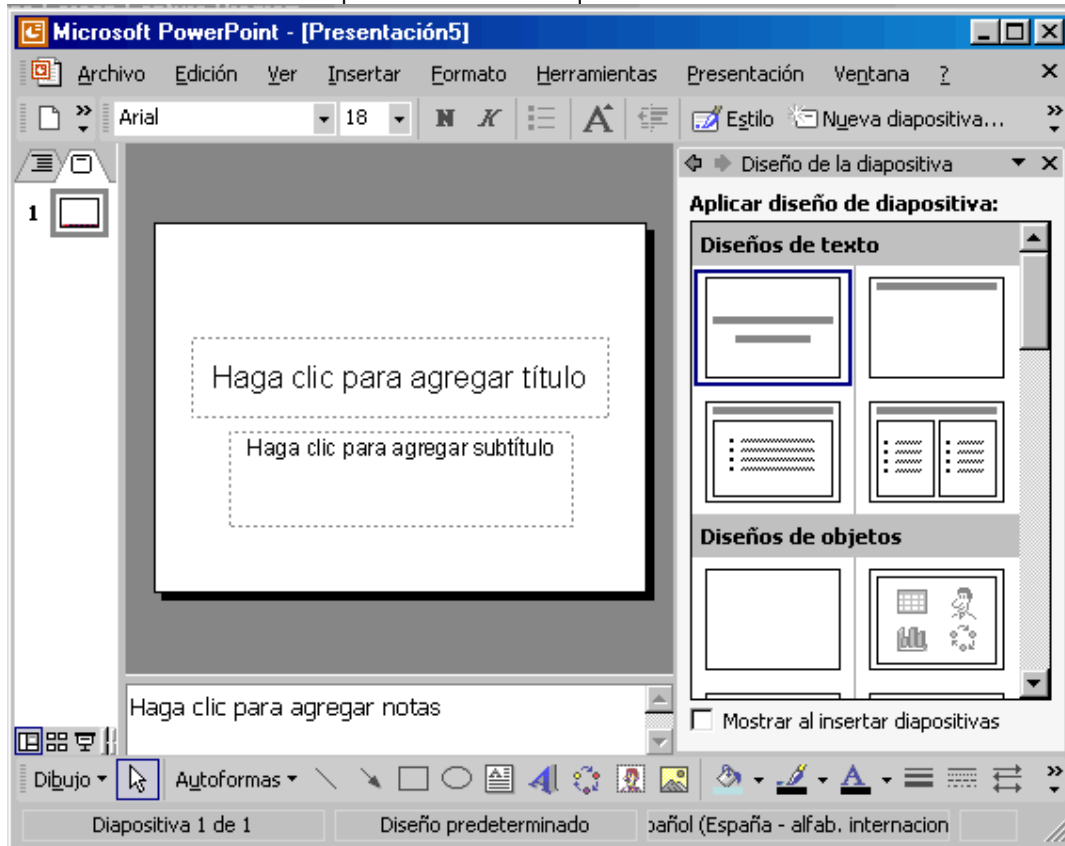 Microsoft PowerPoint - [Presentación5]
Archivo Edición Ver Insertar Formato Herramientas Presentación Ventana ?
Arial 18 N K A Estilo Nueva diapositiva...
Diseño de la diapositiva
1
Aplicar diseño de diapositiva:
Diseños de texto
Haga clic para agregar título
Haga clic para agregar subtítulo
Diseños de objetos
Haga clic para agregar notas
Mostrar al insertar diapositivas
Dibujo Autoformas A A
Diapositiva 1 de 1 Diseño predeterminado (España - alfab. internacion